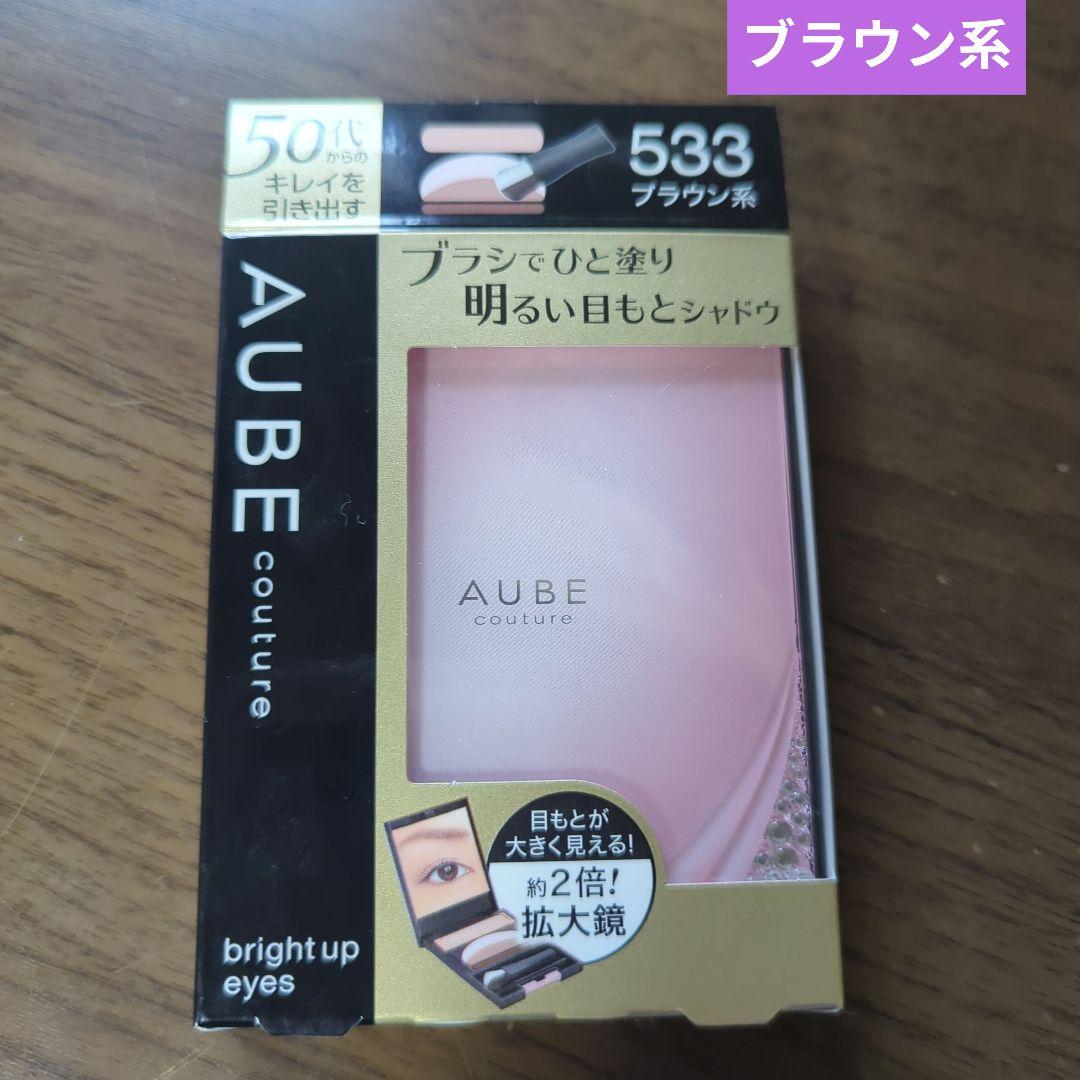 ブラウン系
50代
からの
キレイを
引き出す
533
ブラウン系
ブラシでひと塗り
明るい目もとシャドウ
AUBE
couture
AUBE
couture
目もとが
大きく見える!
約2倍!
拡大鏡
bright up
eyes